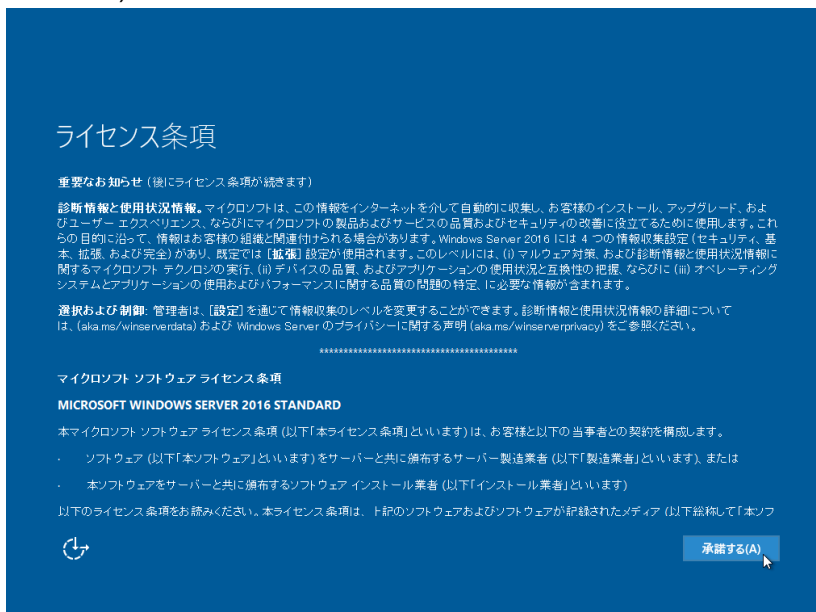 ライセンス条項
重要なお知らせ (後にライセンス条項が続きます)
診断情報と使用状況情報。マイクロソフトは、この情報をインターネットを介して自動的に収集し、お客様のインストール、アップグレード、およ
びユーザー エクスペリエンス、ならびにマイクロソフトの製品およびサービスの品質およびセキュリティの改善に役立てるために使用します。これ
らの目的に沿って、情報はお客様の組織と関連付けられる場合があります。Windows Server 2016 には 4 つの情報収集設定 (セキュリティ、基
本、拡張、および完全) があり、既定では [拡張] 設定が使用されます。このレベルには、(i) マルウェア対策、および診断情報と使用状況情報に
関するマイクロソフト テクノロジの実行、(ii) デバイスの品質、およびアプリケーションの使用状況と互換性の把握、ならびに (iii) オペレーティング
システムとアプリケーションの使用およびパフォーマンスに関する品質の問題の特定、に必要な情報が含まれます。
選択および制御: 管理者は、[設定] を通じて情報収集のレベルを変更することができます。診断情報と使用状況情報の詳細について
は、(aka.ms/winserverdata) および Windows Server のプライバシーに関する声明 (aka.ms/winserverprivacy) をご参照ください。
*****************************************
マイクロソフト ソフトウェア ライセンス条項
MICROSOFT WINDOWS SERVER 2016 STANDARD
本マイクロソフト ソフトウェア ライセンス条項 (以下「本ライセンス条項」といいます) は、お客様と以下の当事者との契約を構成します。
· ソフトウェア (以下「本ソフトウェア」といいます) をサーバーと共に頒布するサーバー製造業者 (以下「製造業者」といいます)、または
· 本ソフトウェアをサーバーと共に頒布するソフトウェア インストール業者 (以下「インストール業者」といいます)
以下のライセンス条項をお読みください。本ライセンス条項は、上記のソフトウェアおよびソフトウェアが記録されたメディア (以下総称して「本ソフ
承諾する(A)